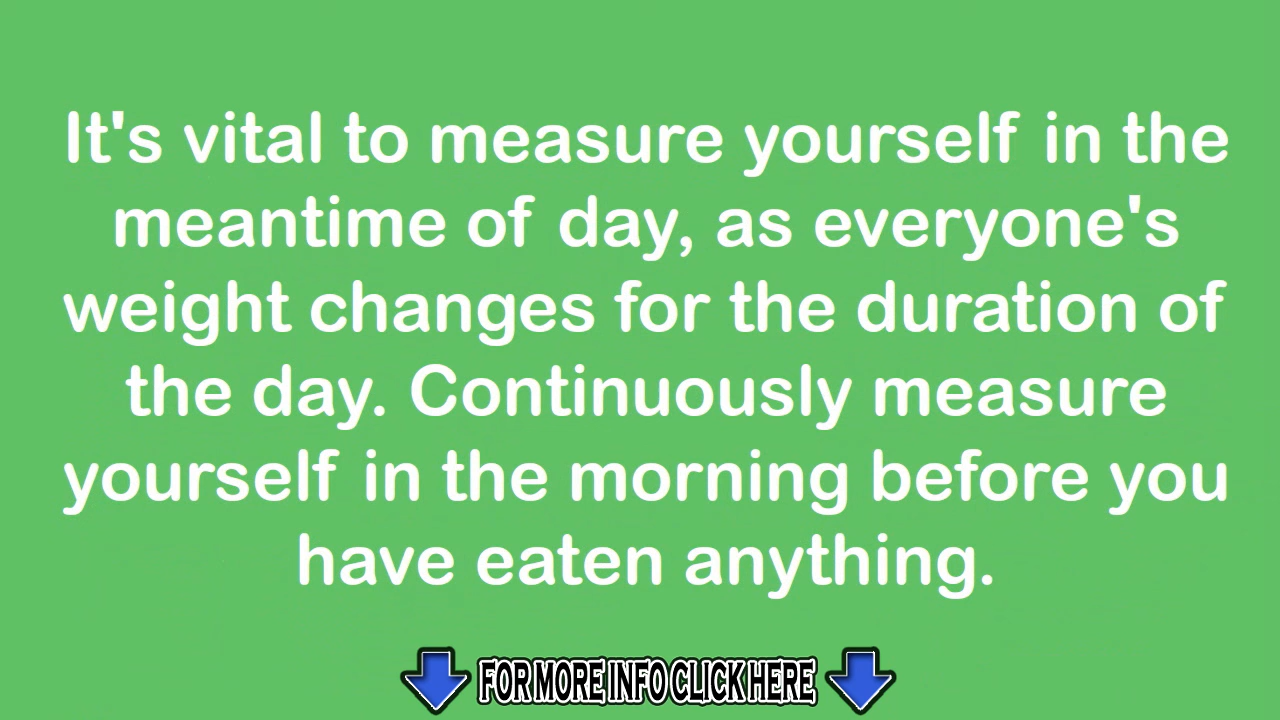 It's vital to measure yourself in the
meantime of day, as everyone's
weight changes for the duration of
the day. Continuously measure
yourself in the morning before you
have eaten anything.
FOR MORE INFO CLICK HERE